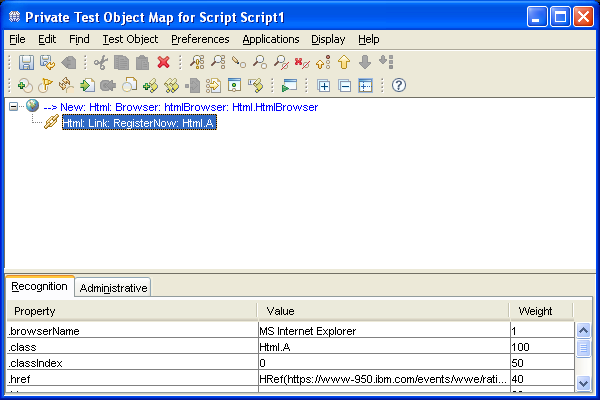 Private Test Object Map for Script Script1
File Edit Find Test Object Preferences Applications Display Help
--> New: Html: Browser: htmlBrowser: Html.HtmlBrowser
Html: Link: RegisterNow: Html.A
Recognition Administrative
Property Value Weight
.browserName MS Internet Explorer 1
.class Html.A 100
.classIndex 0 50
.href HRef(https://www-950.ibm.com/events/wwe/rati... 40